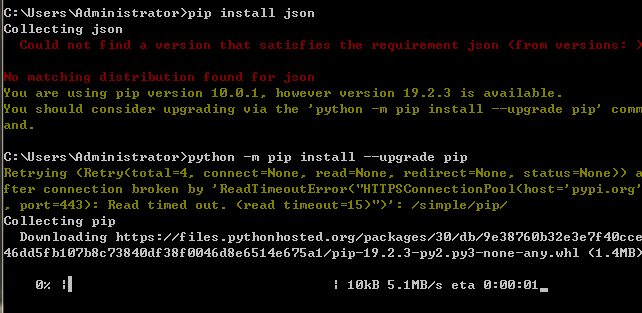 C:\Users\Administrator>pip install json
Collecting json
Could not find a version that satisfies the requirement json (from versions: )
No matching distribution found for json
You are using pip version 10.0.1, however version 19.2.3 is available.
You should consider upgrading via the 'python -m pip install --upgrade pip' comm
and.
C:\Users\Administrator>python -m pip install --upgrade pip
Retrying (Retry(total=4, connect=None, read=None, redirect=None, status=None)) a
fter connection broken by 'ReadTimeoutError("HTTPSConnectionPool(host='pypi.org'
, port=443): Read timed out. (read timeout=15)")': /simple/pip/
Collecting pip
Downloading https://files.pythonhosted.org/packages/30/db/9e38760b32e3e7f40cce
46dd5fb107b8c73840df38f0046d8e6514e675a1/pip-19.2.3-py2.py3-none-any.whl (1.4MB)
0% |█ | 10kB 5.1MB/s eta 0:00:01_